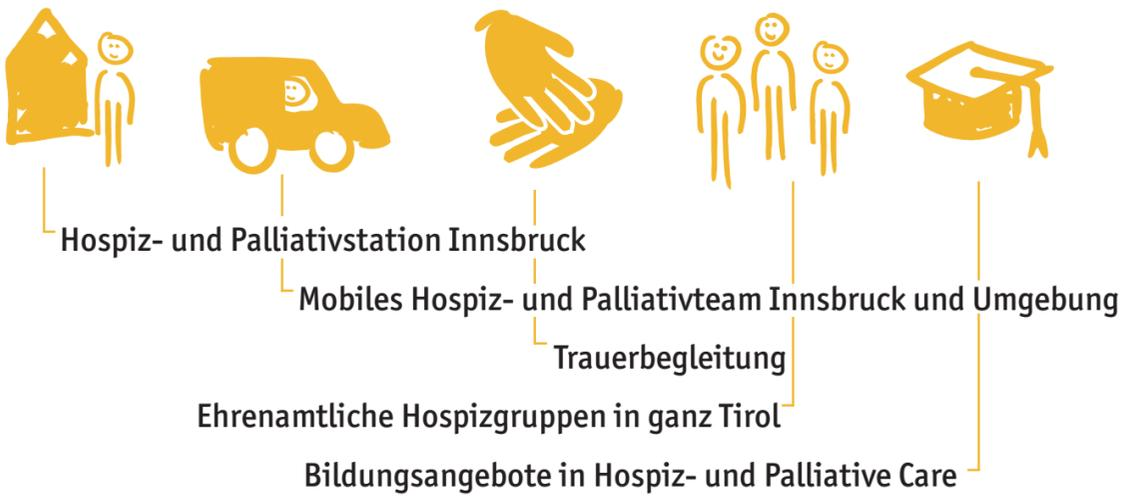 Hospiz- und Palliativstation Innsbruck
Mobiles Hospiz- und Palliativteam Innsbruck und Umgebung
Trauerbegleitung
Ehrenamtliche Hospizgruppen in ganz Tirol
Bildungsangebote in Hospiz- und Palliative Care